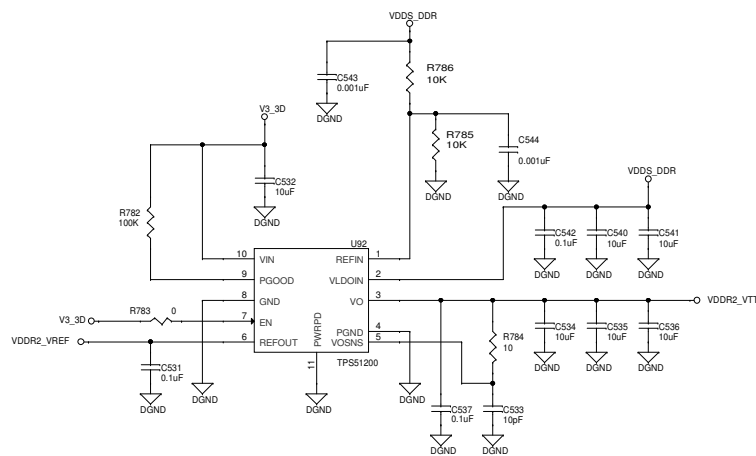 VDDS_DDR
C543
0.001uF
DGND
R786
10K
V3_3D
R785
10K
C544
0.001uF
DGND
DGND
VDDS_DDR
R782
100K
C532
10uF
DGND
C542
0.1uF
C540
10uF
C541
10uF
DGND
DGND
DGND
U92
10
VIN
REFIN
1
9
PGOOD
VLDOIN
2
8
GND
VO
3
VDDR2_VTT
V3_3D
R783
0
7
EN
PGND
4
VDDR2_VREF
6
REFOUT
VOSNS
5
PWRPD
11
TPS51200
R784
10
C534
10uF
C535
10uF
C536
10uF
DGND
DGND
DGND
C531
0.1uF
DGND
DGND
DGND
DGND
C537
0.1uF
C533
10pF
DGND
DGND